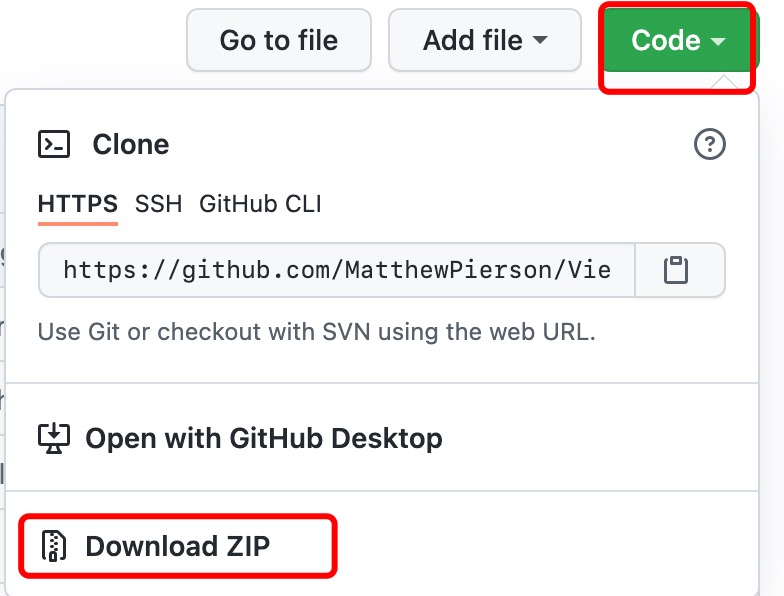 Go to file Add file Code
Clone
HTTPS SSH GitHub CLI
https://github.com/MatthewPierson/Vie
Use Git or checkout with SVN using the web URL.
Open with GitHub Desktop
Download ZIP